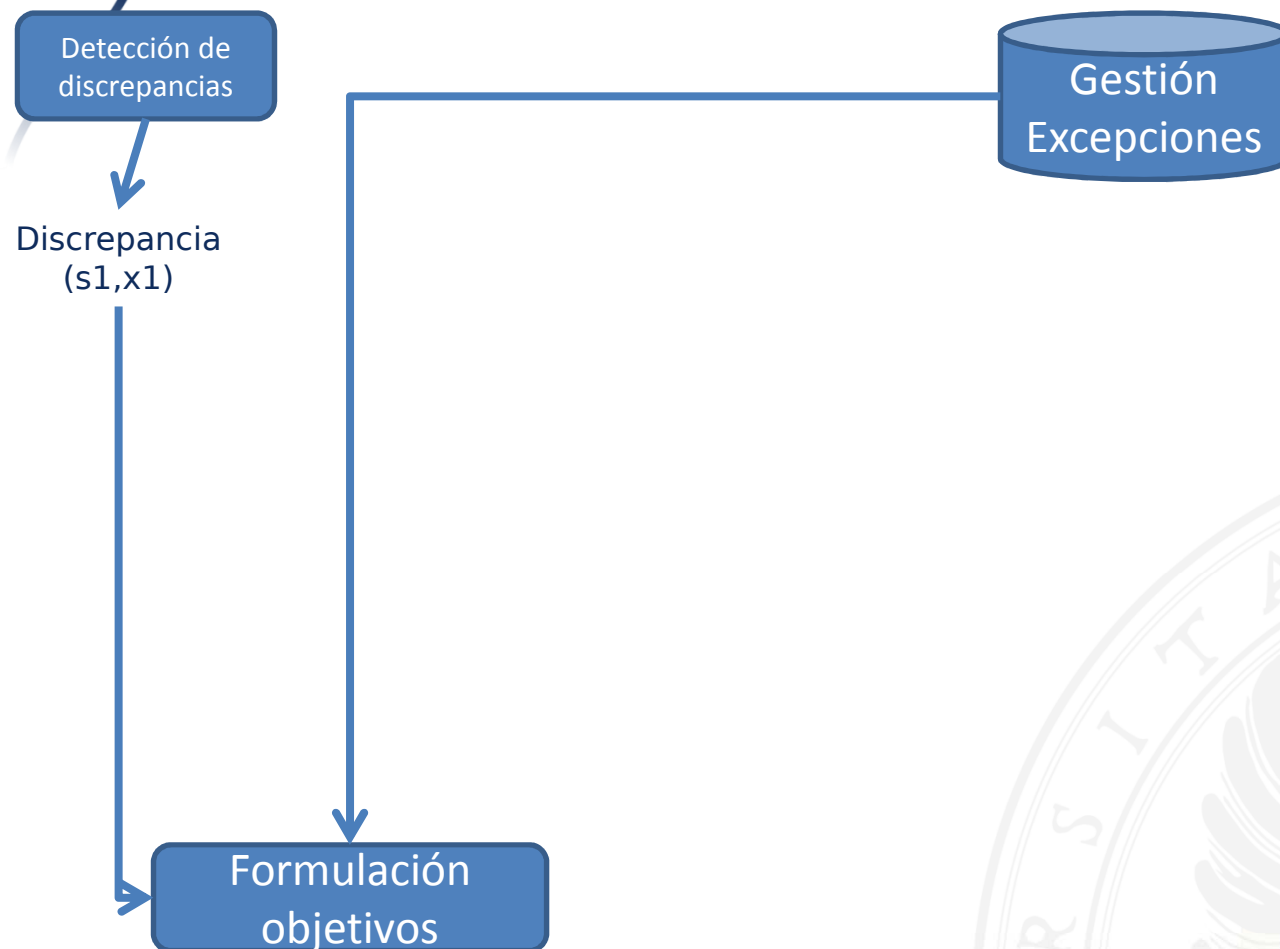 Detección de
discrepancias
Gestión
Excepciones
Discrepancia
(s1,x1)
Formulación
objetivos
R S I T A